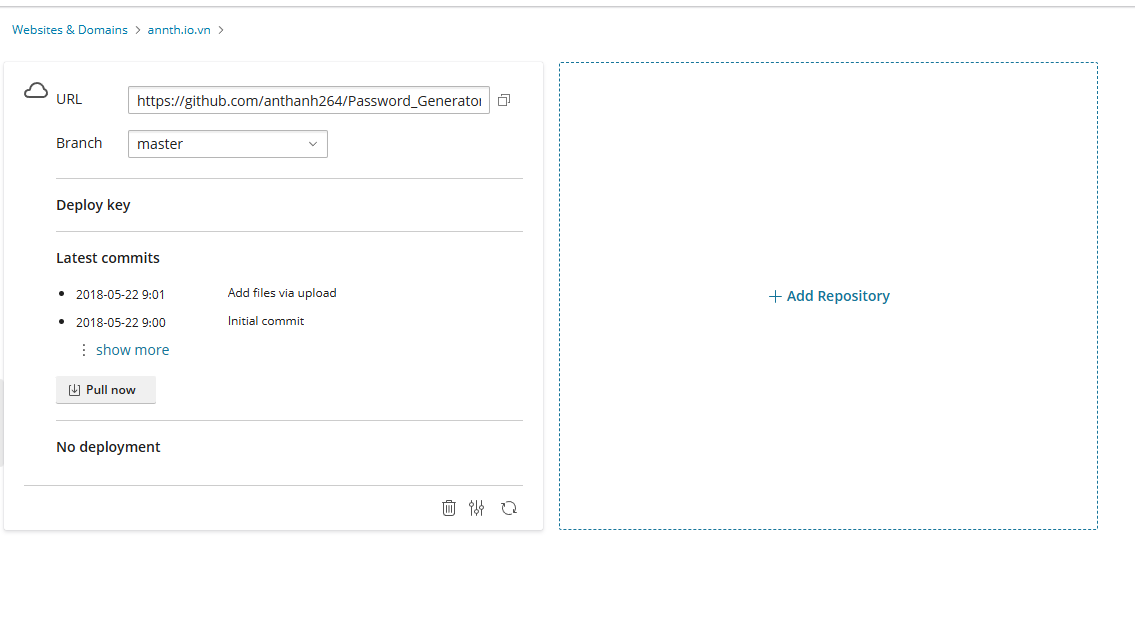 Websites & Domains > annth.io.vn >
URL https://github.com/anthanh264/Password_Generator
Branch master
Deploy key
Latest commits
2018-05-22 9:01 Add files via upload
2018-05-22 9:00 Initial commit
show more
Pull now
No deployment
+ Add Repository